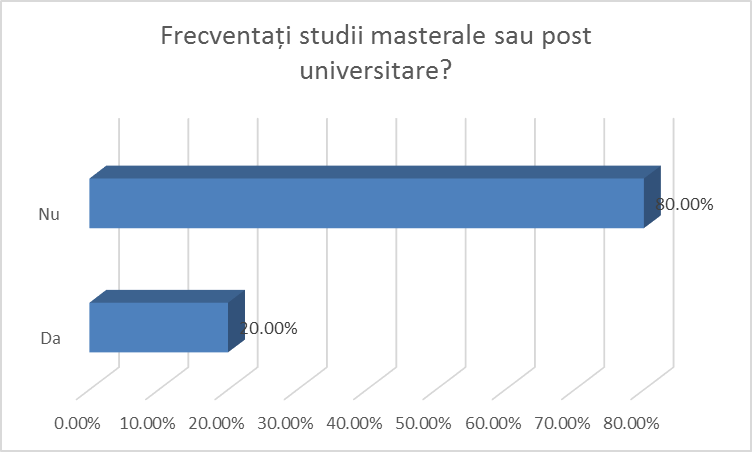 Frecventați studii masterale sau post
universitare?
Nu
80.00%
Da
20.00%
0.00% 10.00% 20.00% 30.00% 40.00% 50.00% 60.00% 70.00% 80.00%